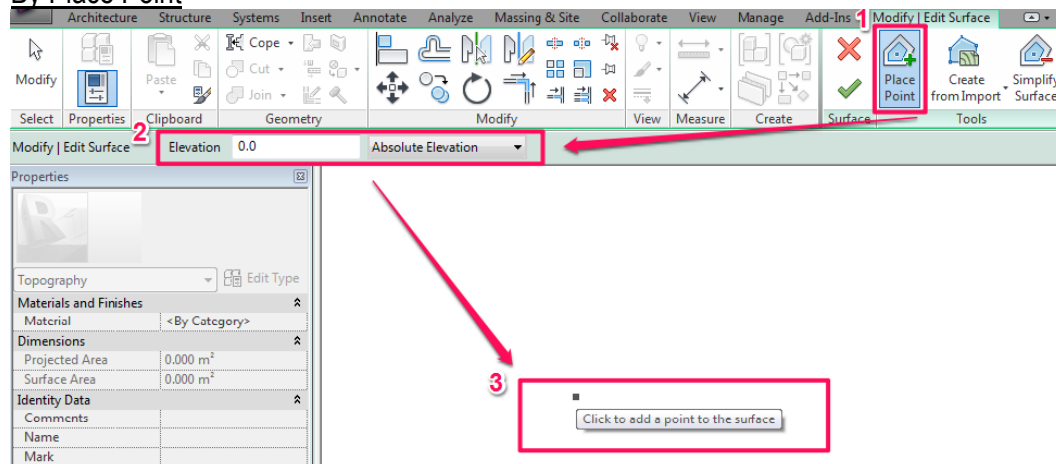 By Place Point
Architecture Structure Systems Insert Annotate Analyze Massing & Site Collaborate View Manage Add-Ins 1 Modify | Edit Surface
Cope
Modify Paste Cut Place Point Create from Import Simplify Surface
Join
Select Properties Clipboard Geometry Modify View Measure Create Surface Tools
2
Modify | Edit Surface Elevation 0.0 Absolute Elevation
Properties
Topography Edit Type
Materials and Finishes
Material <By Category>
Dimensions
Projected Area 0.000 m²
Surface Area 0.000 m²
3
Identity Data
Comments Click to add a point to the surface
Name
Mark